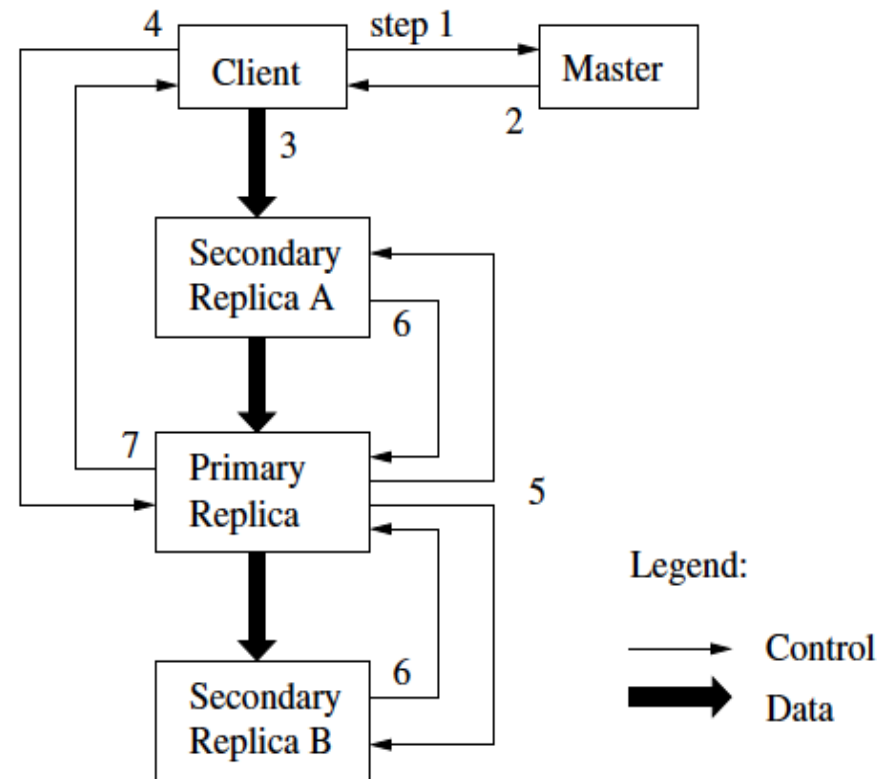 4
step 1
Client
Master
2
3
Secondary
Replica A
6
7
Primary
Replica
5
Legend:
Control
Secondary
Replica B
6
Data